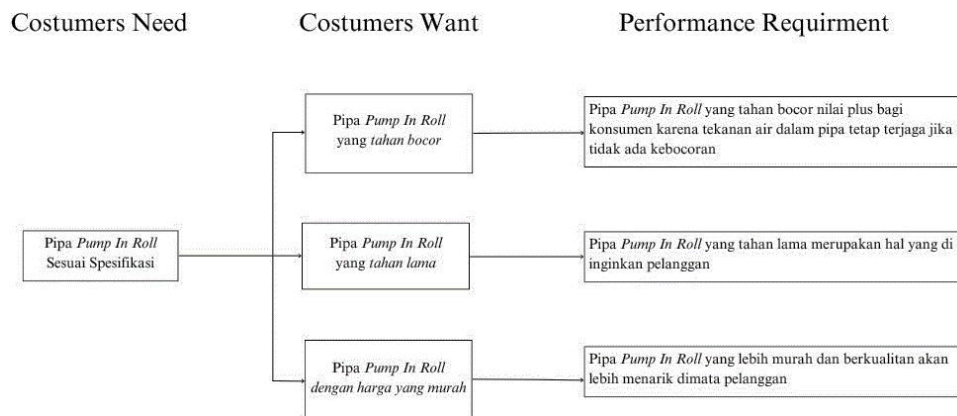 Costumers Need
Costumers Want
Performance Requirment
Pipa Pump In Roll
Sesuai Spesifikasi
Pipa Pump In Roll
yang tahan bocor
Pipa Pump In Roll
yang tahan lama
Pipa Pump In Roll
dengan harga yang murah
Pipa Pump In Roll yang tahan bocor nilai plus bagi
konsumen karena tekanan air dalam pipa tetap terjaga jika
tidak ada kebocoran
Pipa Pump In Roll yang tahan lama merupakan hal yang di
inginkan pelanggan
Pipa Pump In Roll yang lebih murah dan berkualitan akan
lebih menarik dimata pelanggan